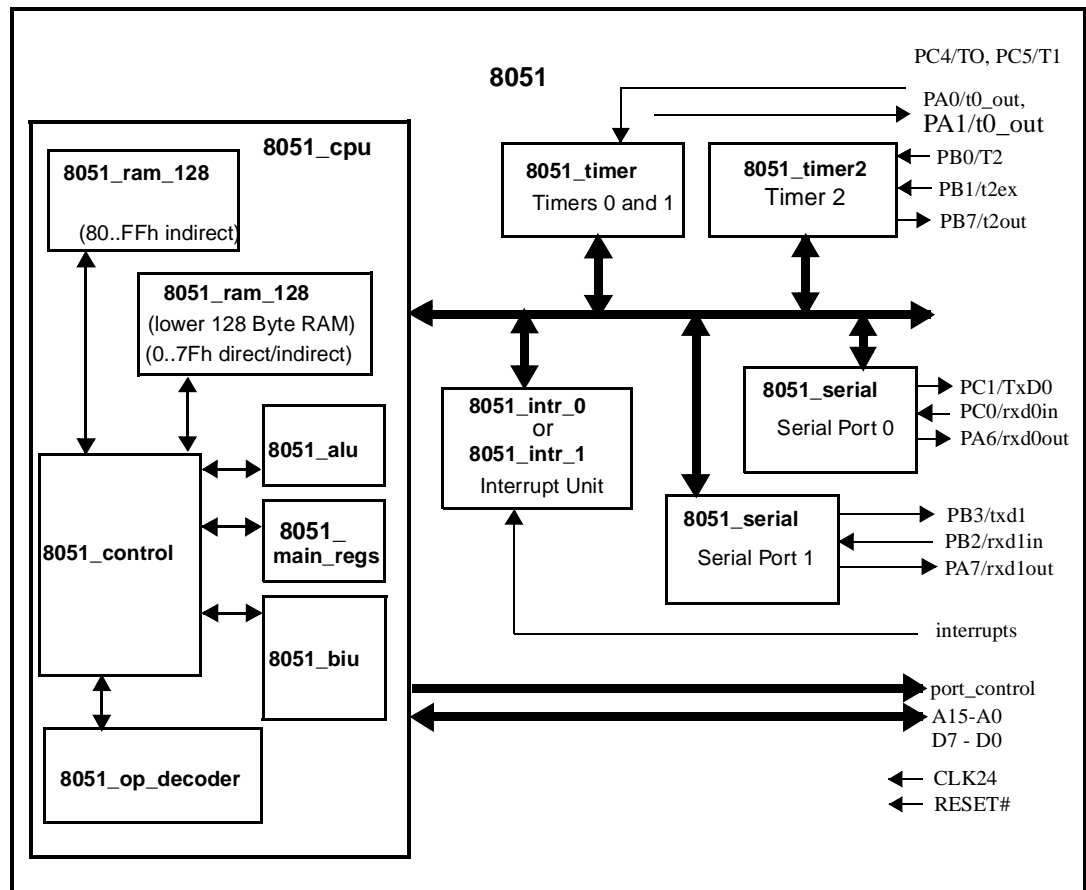 8051
PC4/TO, PC5/T1
PA0/t0_out,
PA1/t0_out
8051_cpu
8051_ram_128
(80..FFh indirect)
8051_ram_128
(lower 128 Byte RAM)
(0..7Fh direct/indirect)
8051_control
8051_alu
8051_
main_regs
8051_biu
8051_op_decoder
8051_timer
Timers 0 and 1
8051_timer2
Timer 2
PB0/T2
PB1/t2ex
PB7/t2out
8051_intr_0
or
8051_intr_1
Interrupt Unit
8051_serial
Serial Port 0
PC1/TxD0
PC0/rxd0in
PA6/rxd0out
8051_serial
Serial Port 1
PB3/txd1
PB2/rxd1in
PA7/rxd1out
interrupts
port_control
A15-A0
D7 - D0
CLK24
RESET#